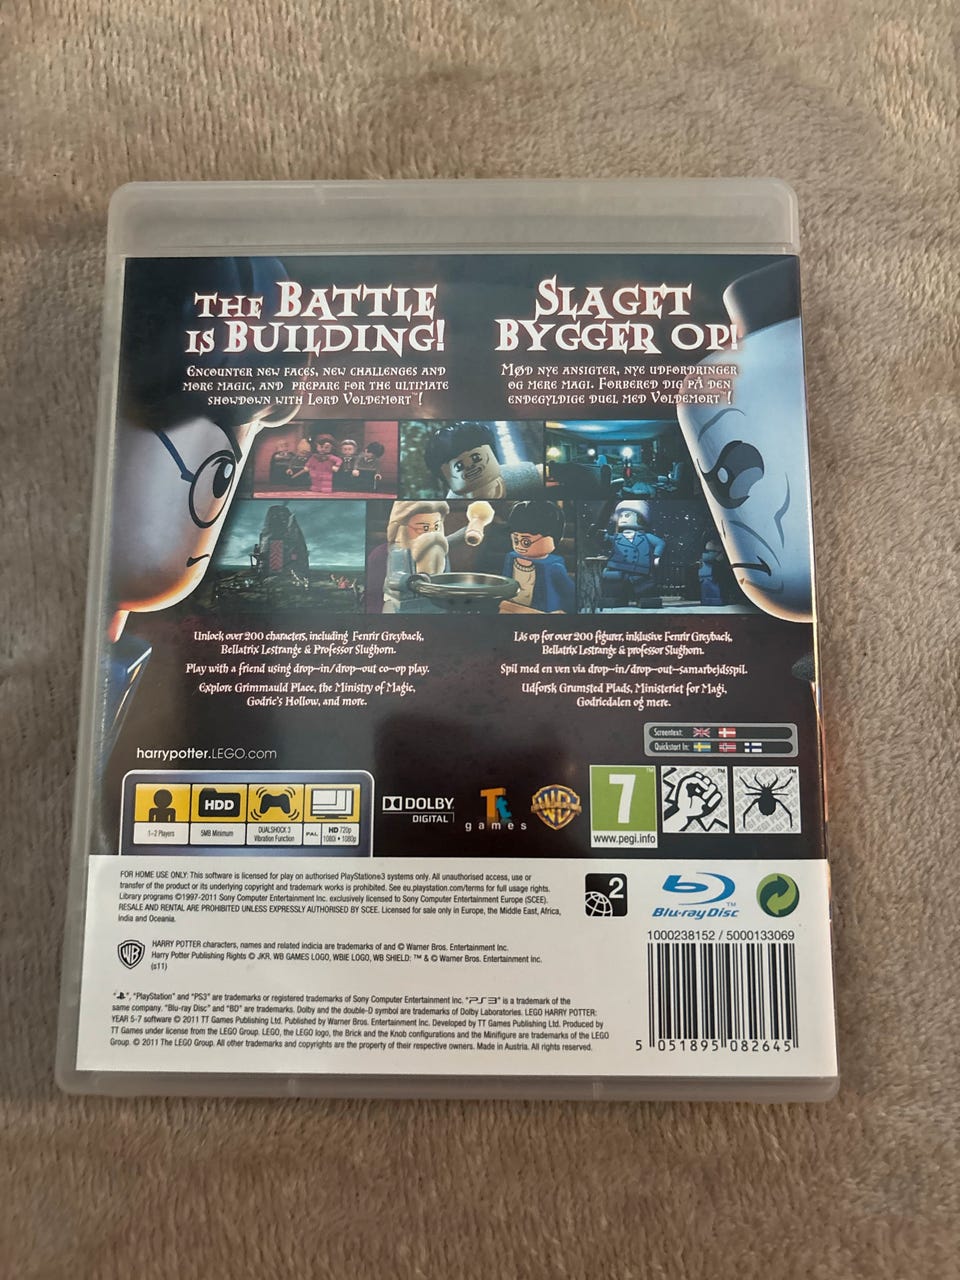 THE BATTLE
IS BUILDING!
ENCOUNTER NEW FACES, NEW CHALLENGES AND
MORE MAGIC, AND PREPARE FOR THE ULTIMATE
SHOWDOWN WITH LORD VOLDEMORT™!
SLAGET
BYGGER OP!
MØD NYE ANSIGTER, NYE UDFORDRINGER
OG MERE MAGI. FORBERED DIG PÅ DEN
ENDEGYLDIGE DUEL MED VOLDEMORT™!
Unlock over 200 characters, including Fenrir Greyback,
Bellatrix Lestrange & Professor Slughorn.
Play with a friend using drop-in/drop-out co-op play.
Explore Grimmauld Place, the Ministry of Magic,
Godric's Hollow, and more.
Lås op for over 200 figurer, inklusive Fenrir Greyback,
Bellatrix Lestrange & professor Slughorn.
Spil med en ven via drop-in/drop-out-samarbejdsspil.
Udforsk Grumsted Plads, Ministeriet for Magi,
Godricdalen og mere.
Screentext:
Quickstart In:
harrypotter.LEGO.com
HDD
1-2 Players
5MB Minimum
DUALSHOCK 3
Vibration Function
PAL
HD 720p
1080i • 1080p
DOLBY
DIGITAL
Tt
games
WB
7™
www.pegi.info
FOR HOME USE ONLY: This software is licensed for play on authorised PlayStation®3 systems only. All unauthorised access, use or
transfer of the product or its underlying copyright and trademark works is prohibited. See eu.playstation.com/terms for full usage rights.
Library programs ©1997-2011 Sony Computer Entertainment Inc. exclusively licensed to Sony Computer Entertainment Europe (SCEE).
RESALE AND RENTAL ARE PROHIBITED UNLESS EXPRESSLY AUTHORISED BY SCEE. Licensed for sale only in Europe, the Middle East, Africa,
India and Oceania.
2
Blu-ray Disc™
WB
HARRY POTTER characters, names and related indicia are trademarks of and © Warner Bros. Entertainment Inc.
Harry Potter Publishing Rights © JKR. WB GAMES LOGO, WBIE LOGO, WB SHIELD: ™ & © Warner Bros. Entertainment Inc.
(s11)
1000238152 / 5000133069
" ", "PlayStation" and "PS3" are trademarks or registered trademarks of Sony Computer Entertainment Inc. "PS3" is a trademark of the
same company. "Blu-ray Disc" and "BD" are trademarks. Dolby and the double-D symbol are trademarks of Dolby Laboratories. LEGO HARRY POTTER:
YEAR 5-7 software © 2011 TT Games Publishing Ltd. Published by Warner Bros. Entertainment Inc. Developed by TT Games Publishing Ltd. Produced by
TT Games under license from the LEGO Group. LEGO, the LEGO logo, the Brick and the Knob configurations and the Minifigure are trademarks of the LEGO
Group. © 2011 The LEGO Group. All other trademarks and copyrights are the property of their respective owners. Made in Austria. All rights reserved.
5 051895 082645